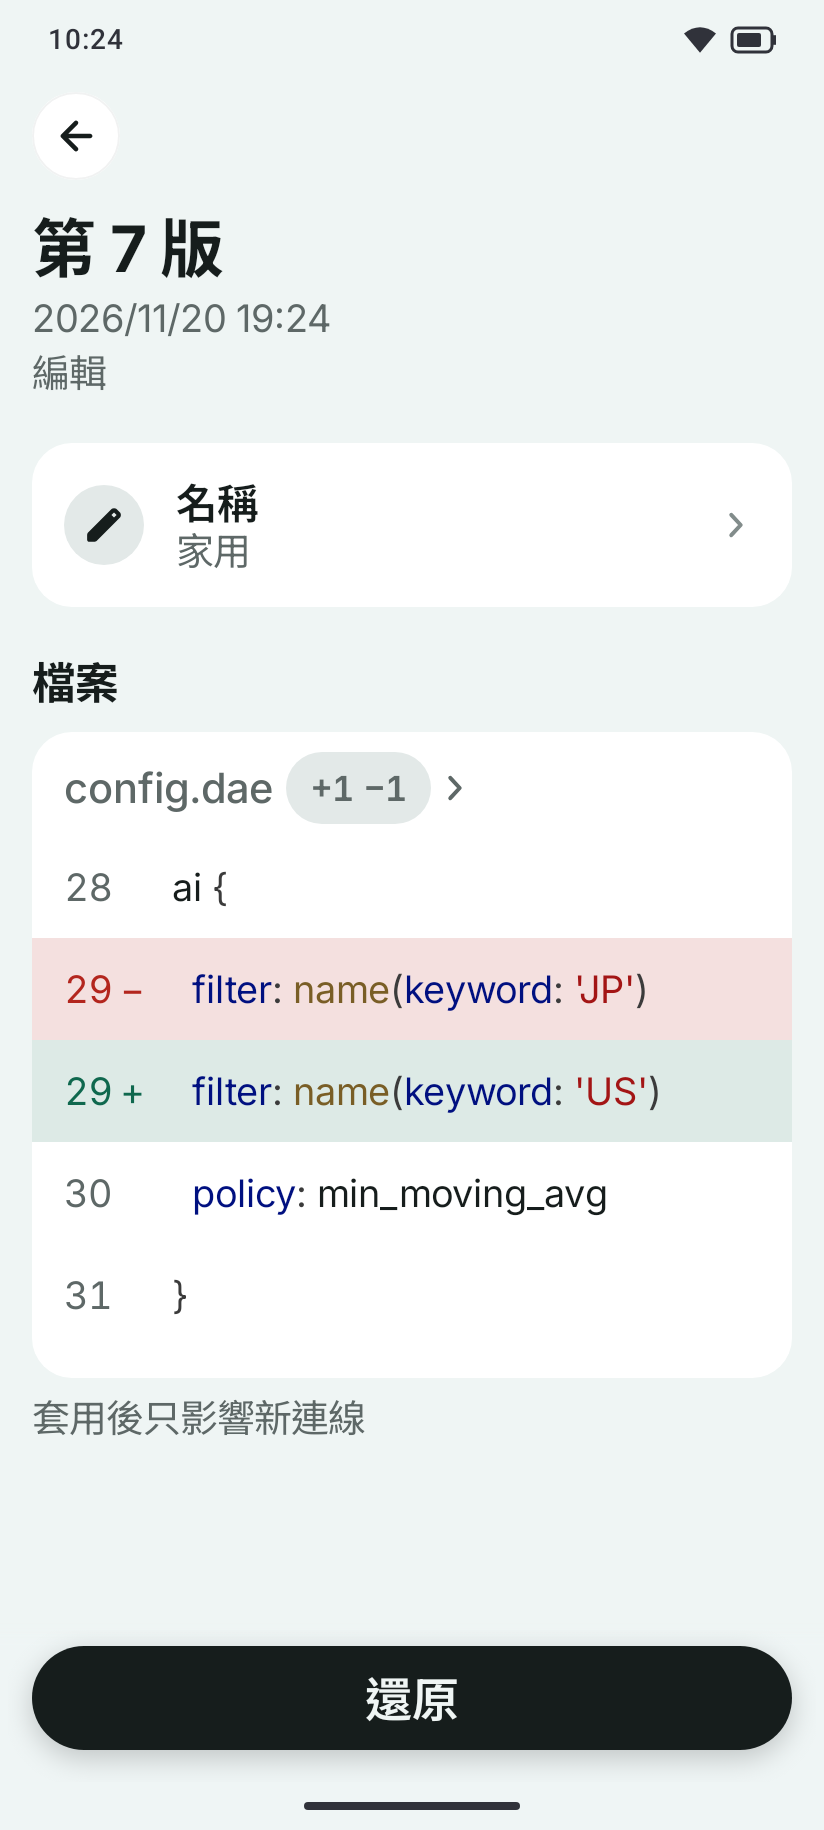 10:24
第 7 版
2026/11/20 19:24
編輯
名稱
家用
檔案
config.dae +1 −1
28 ai {
29 − filter: name(keyword: 'JP')
29 + filter: name(keyword: 'US')
30 policy: min_moving_avg
31 }
套用後只影響新連線
還原